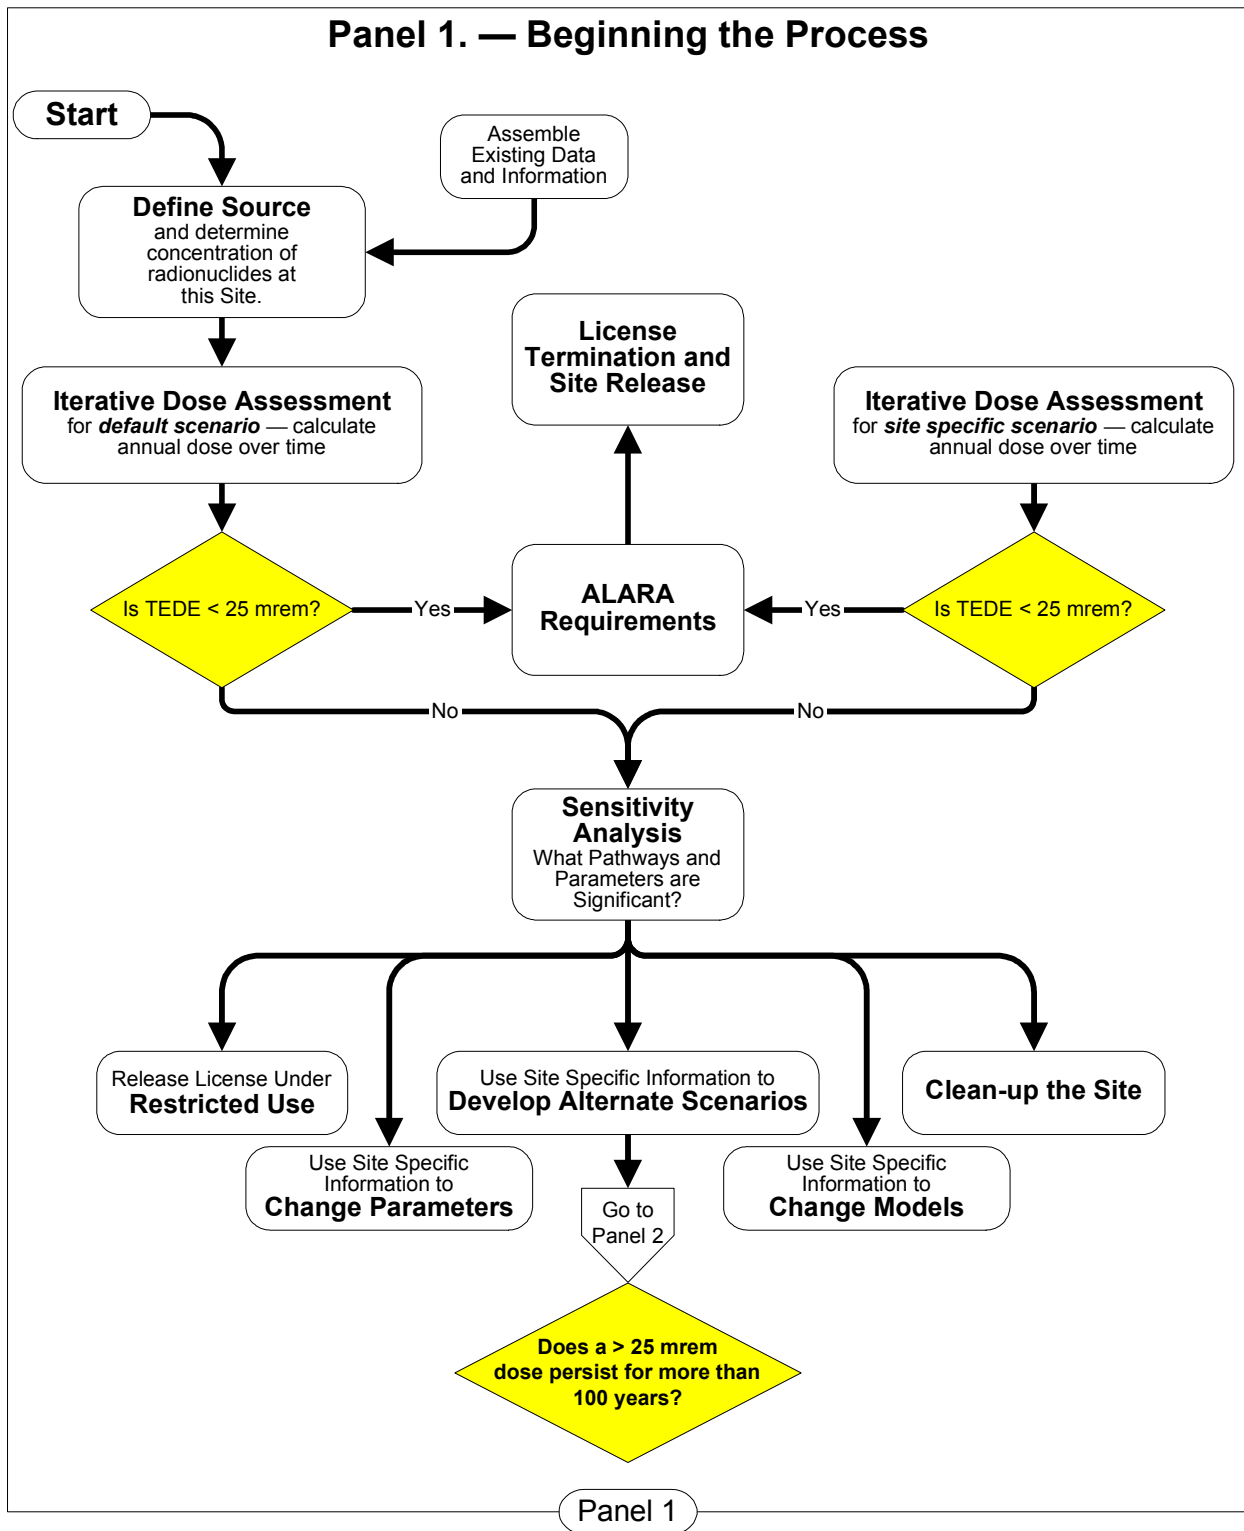 Panel 1. — Beginning the Process
Start
Assemble
Existing Data
and Information
Define Source
and determine
concentration of
radionuclides at
this Site.
License
Termination and
Site Release
Iterative Dose Assessment
for default scenario — calculate
annual dose over time
Iterative Dose Assessment
for site specific scenario — calculate
annual dose over time
Is TEDE < 25 mrem?
Yes
ALARA
Requirements
Yes
Is TEDE < 25 mrem?
No
No
Sensitivity
Analysis
What Pathways and
Parameters are
Significant?
Release License Under
Restricted Use
Use Site Specific Information to
Develop Alternate Scenarios
Clean-up the Site
Use Site Specific
Information to
Change Parameters
Go to
Panel 2
Use Site Specific
Information to
Change Models
Does a > 25 mrem
dose persist for more than
100 years?
Panel 1